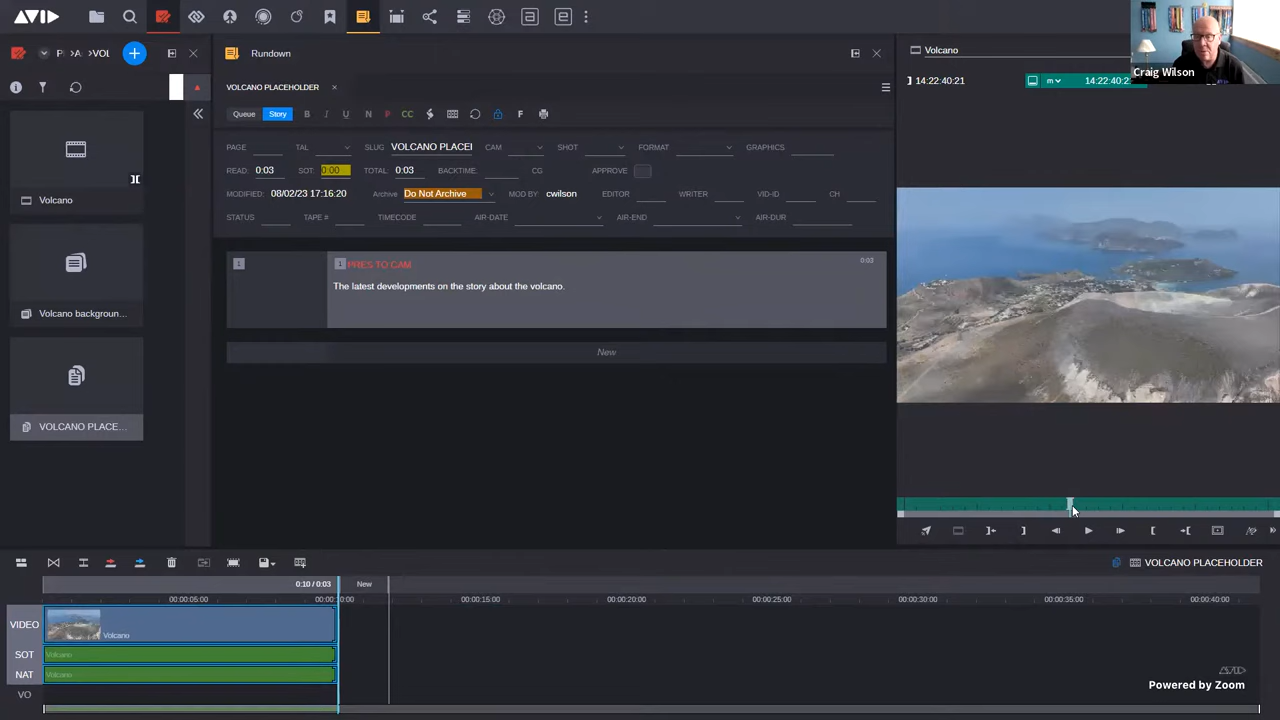 AVID
a
e
P >A. >VOL
Rundown
Volcano
Craig Wilson
VOLCANO PLACEHOLDER ×
14:22:40:21
m
14:22:40:2
Queue Story B I U N P CC F
PAGE TAL SLUG VOLCANO PLACEI CAM SHOT FORMAT GRAPHICS
READ: 0:03 SOT: 0:00 TOTAL: 0:03 BACKTIME: CG APPROVE
MODIFIED: 08/02/23 17:16.20 Archive Do Not Archive MOD BY cwilson EDITOR WRITER VID-ID CH
STATUS TAPE # TIMECODE AIR-DATE AIR-END AIR-DUR
Volcano
Volcano backgroun...
VOLCANO PLACE...
1
1 PRES TO CAM 0:03
The latest developments on the story about the volcano.
New
VOLCANO PLACEHOLDER
0:10 / 0:03 New
00:00:05:00 00:00:10:00 00:00:15:00 00:00:20:00 00:00:25:00 00:00:30:00 00:00:35:00 00:00:40:00
VIDEO Volcano
SOT Volcano
NAT Volcano
VO
AVID
Powered by Zoom